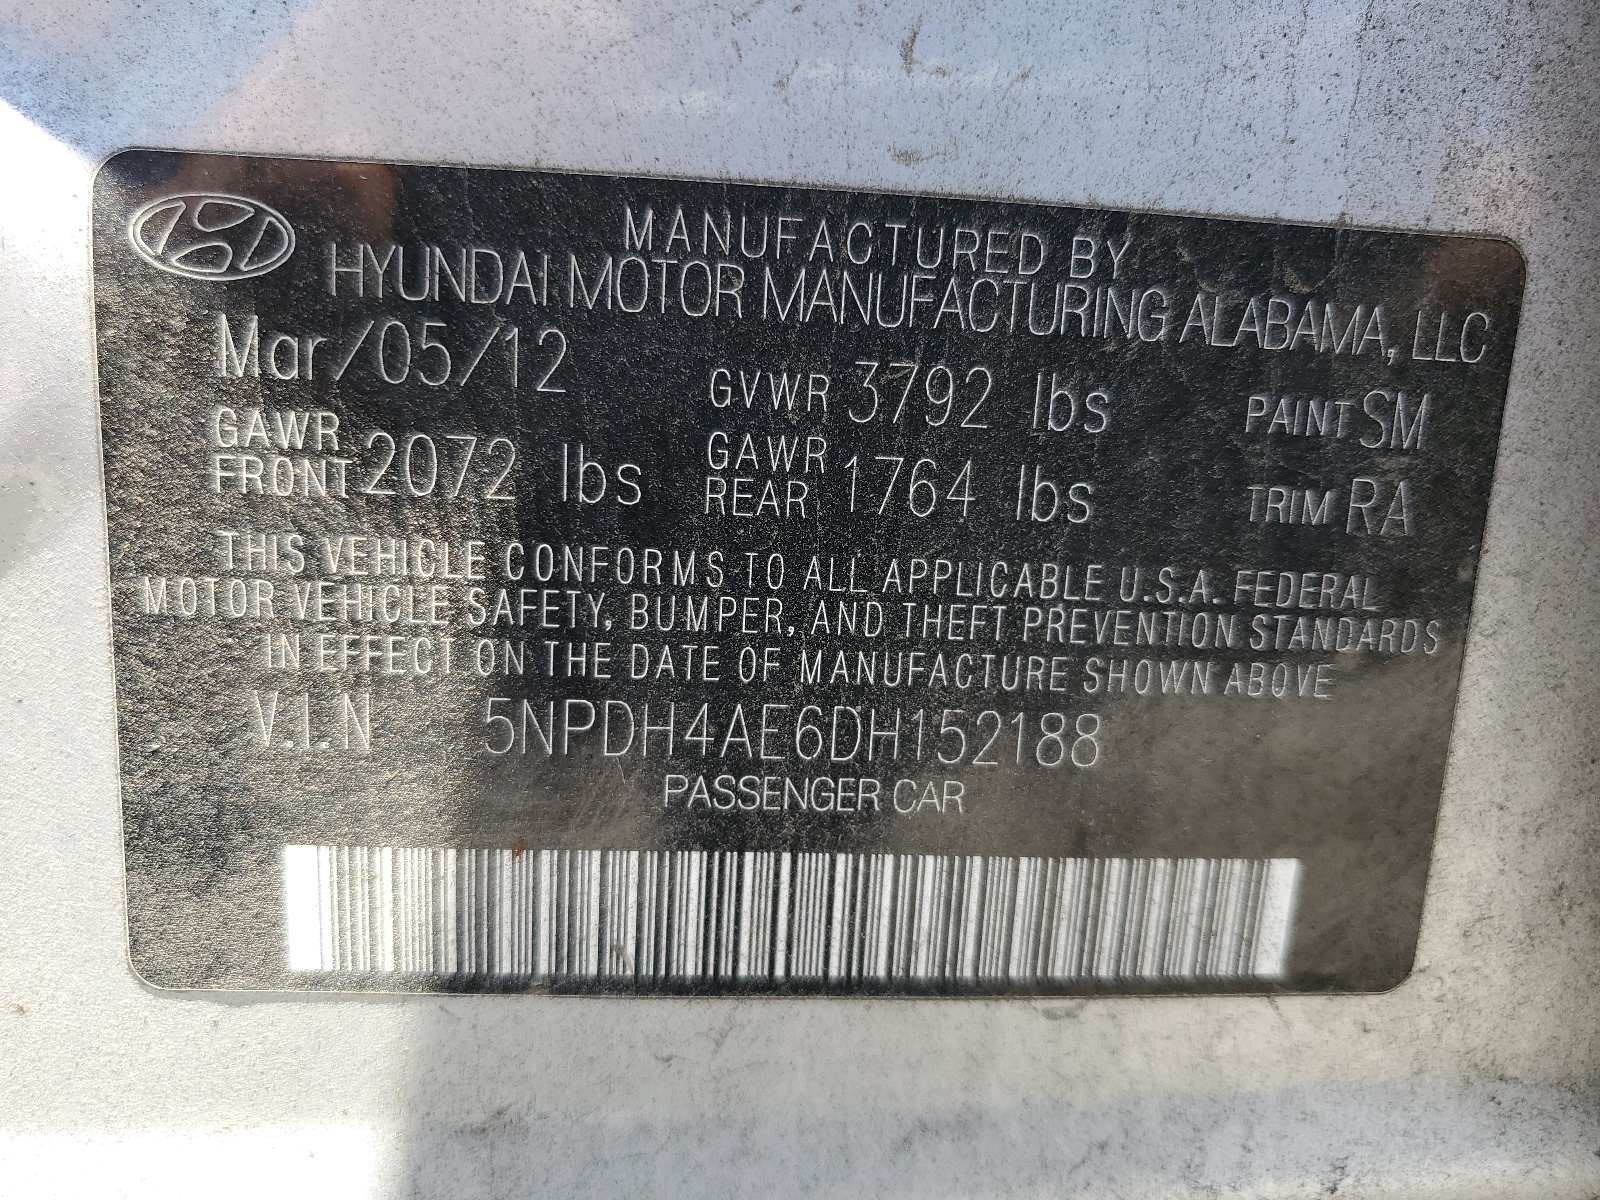 MANUFACTURED BY
HYUNDAI MOTOR MANUFACTURING ALABAMA, LLC
Mar/05/12 GVWR 3792 lbs PAINT SM
GAWR FRONT 2072 lbs GAWR REAR 1764 lbs TRIM RA
THIS VEHICLE CONFORMS TO ALL APPLICABLE U.S.A. FEDERAL
MOTOR VEHICLE SAFETY, BUMPER, AND THEFT PREVENTION STANDARDS
IN EFFECT ON THE DATE OF MANUFACTURE SHOWN ABOVE
V.I.N 5NPDH4AE6DH152188
PASSENGER CAR